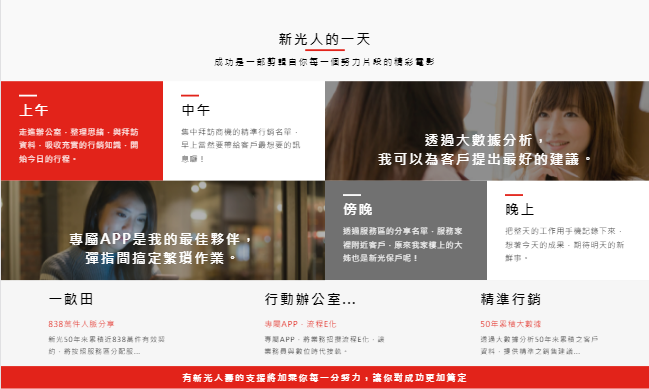 新光人的一天
成功是一部剪輯自你每一個努力片段的精彩電影
上午
走進辦公室，整理思緒，與拜訪
資料，吸收充實的行銷知識，開
始今日的行程。
中午
集中拜訪商機的精準行銷名單，
早上當然要帶給客戶最想要的訊
息囉！
透過大數據分析，
我可以為客戶提出最好的建議。
專屬APP是我的最佳夥伴，
彈指間搞定繁瑣作業。
傍晚
透過服務區的分享名單，服務家
裡附近客戶，原來我家樓上的大
姊也是新光保戶呢！
晚上
把整天的工作用手機記錄下來，
想著今天的成果，期待明天的新
鮮事。
一畝田
838萬件人脈分享
新光50年來累積近838萬件有效契
約，將按照服務區分配服...
行動辦公室...
專屬APP，流程E化
專屬APP，將業務招攬流程E化，讓
業務員與數位時代接軌。
精準行銷
50年累積大數據
透過大數據分析50年來累積之客戶
資料，提供精準之銷售建議...
有新光人壽的支援將加乘你每一分努力，讓你對成功更加篤定